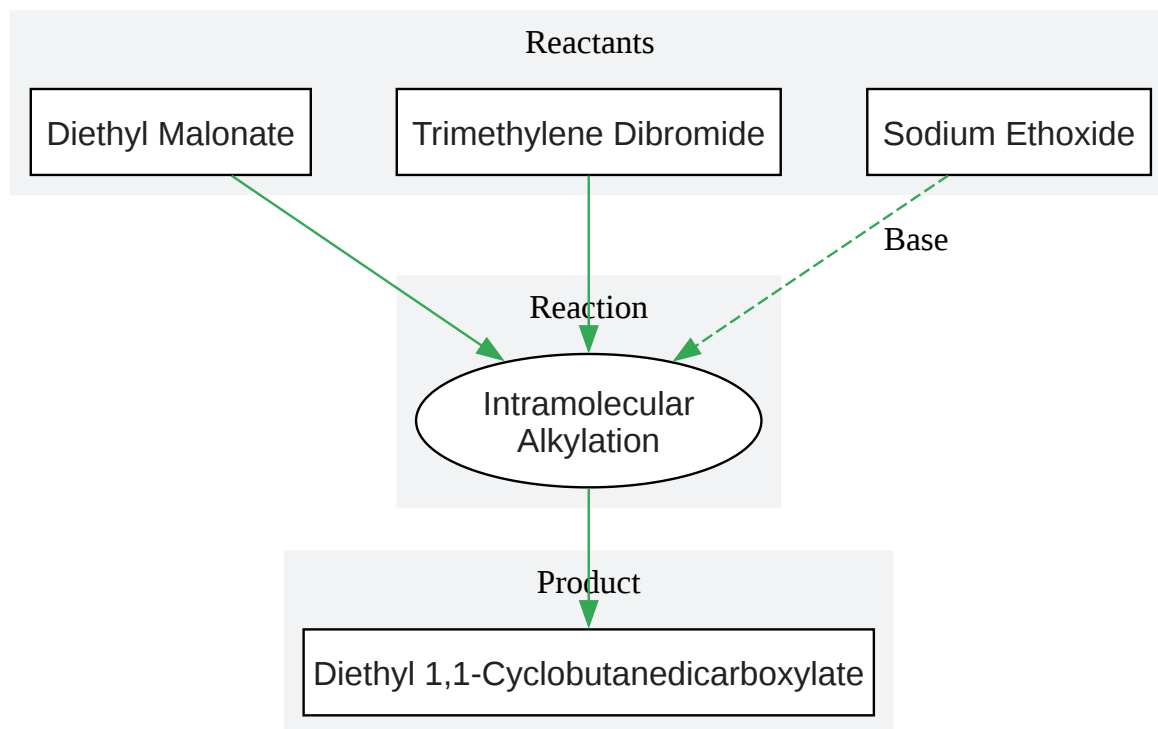 Reactants
Diethyl Malonate
Trimethylene Dibromide
Sodium Ethoxide
Base
Reaction
Intramolecular
Alkylation
Product
Diethyl 1,1-Cyclobutanedicarboxylate